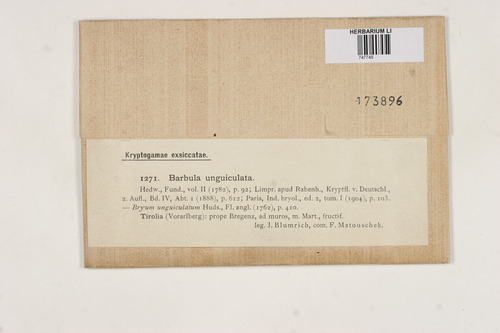 HERBARIUM LI
747740
173896
Kryptogamae exsiccatae.
1271. Barbula unguiculata.
Hedw., Fund., vol. II (1782), p. 92; Limpr. apud Rabenh., Kryptfl. v. Deutschl.,
2. Aufl., Bd. IV, Abt. 1 (1888), p. 612; Paris, Ind. bryol., ed. 2, tom. I (1904), p. 103.
— Bryum unguiculatum Huds., Fl. angl. (1762), p. 410.
Tirolia (Vorarlberg): prope Bregenz, ad muros, m. Mart., fructif.
leg. J. Blumrich, com. F. Matouschek.